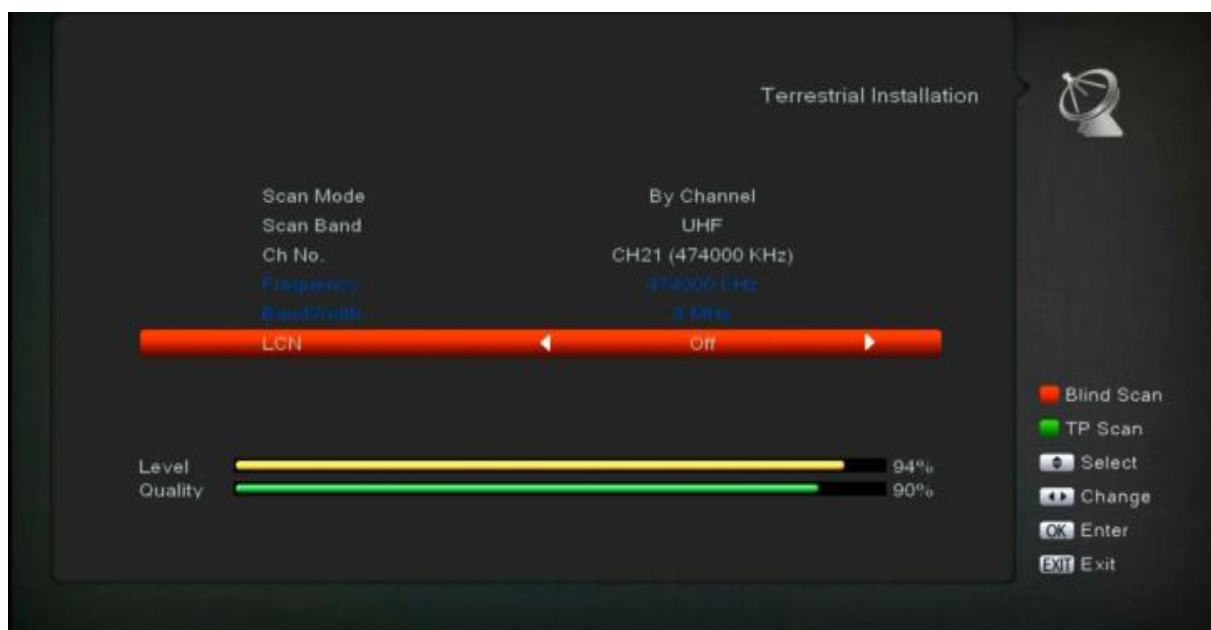 Terrestrial Installation
Scan Mode By Channel
Scan Band UHF
Ch No. CH21 (474000 KHz)
Frequency 474000 KHz
BandWidth 8 MHz
LCN Off
Blind Scan
TP Scan
Level 94%
Select
Quality 90%
Change
OK Enter
EXIT Exit